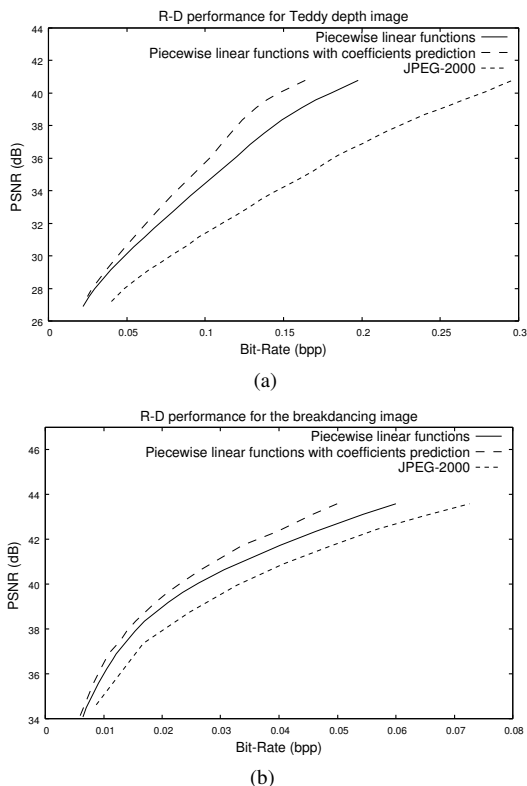 R-D performance for Teddy depth image
44
42
40
38
36
34
32
30
28
26
PSNR (dB)
Piecewise linear functions
Piecewise linear functions with coefficients prediction
JPEG-2000
0.05 0.1 0.15 0.2 0.25 0.3
Bit-Rate (bpp)
(a)
R-D performance for the breakdancing image
46
44
42
40
38
36
34
PSNR (dB)
Piecewise linear functions
Piecewise linear functions with coefficients prediction
JPEG-2000
0 0.01 0.02 0.03 0.04 0.05 0.06 0.07 0.08
Bit-Rate (bpp)
(b)